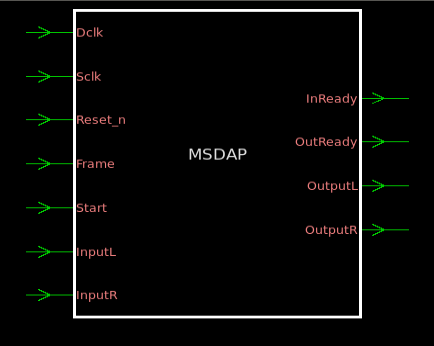 Dclk
Sclk
InReady
Reset_n
OutReady
MSDAP
Frame
OutputL
Start
OutputR
InputL
InputR